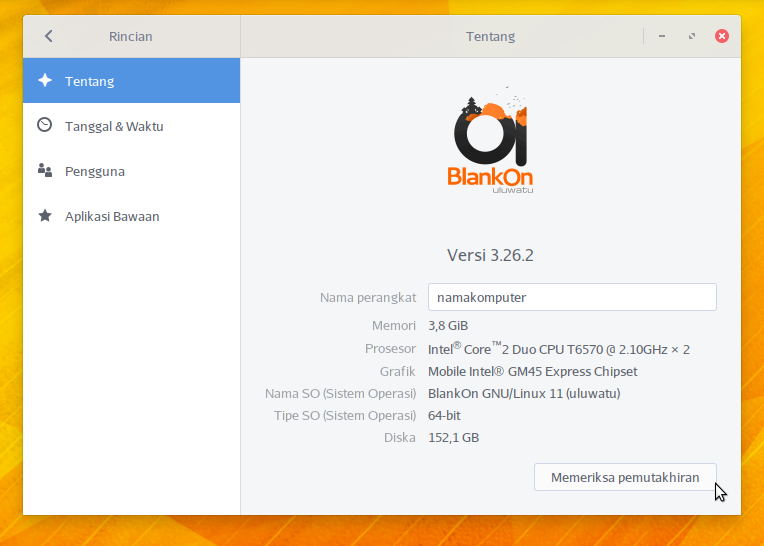 Rincian
Tentang
Tentang
Tanggal & Waktu
Pengguna
Aplikasi Bawaan
BlankOn
uluwatu
Versi 3.26.2
Nama perangkat namakomputer
Memori 3,8 GiB
Prosesor Intel® Core™2 Duo CPU T6570 @ 2.10GHz × 2
Grafik Mobile Intel® GM45 Express Chipset
Nama SO (Sistem Operasi) BlankOn GNU/Linux 11 (uluwatu)
Tipe SO (Sistem Operasi) 64-bit
Diska 152,1 GB
Memeriksa pemutakhiran